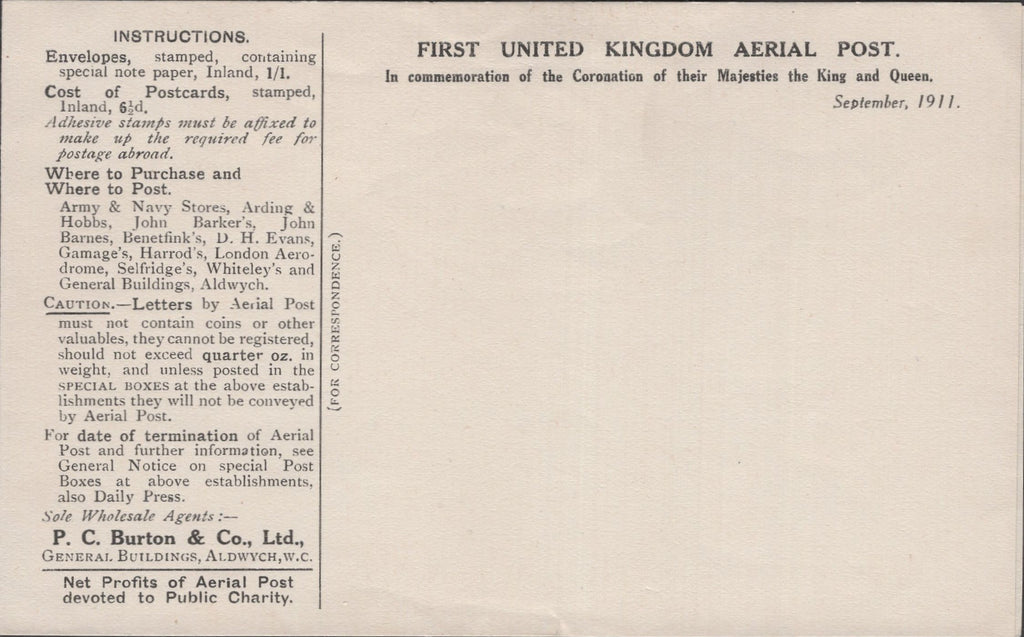 INSTRUCTIONS.
Envelopes, stamped, containing
special note paper, Inland, 1/1.
Cost of Postcards, stamped,
Inland, 6½d.
Adhesive stamps must be affixed to
make up the required fee for
postage abroad.
Where to Purchase and
Where to Post.
Army & Navy Stores, Arding &
Hobbs, John Barker's, John
Barnes, Benetfink's, D. H. Evans,
Gamage's, Harrod's, London Aero-
drome, Selfridge's, Whiteley's and
General Buildings, Aldwych.
CAUTION.—Letters by Aerial Post
must not contain coins or other
valuables, they cannot be registered,
should not exceed quarter oz. in
weight, and unless posted in the
SPECIAL BOXES at the above estab-
lishments they will not be conveyed
by Aerial Post.
For date of termination of Aerial
Post and further information, see
General Notice on special Post
Boxes at above establishments,
also Daily Press.
Sole Wholesale Agents:—
P. C. Burton & Co., Ltd.,
GENERAL BUILDINGS, ALDWYCH, W.C.
Net Profits of Aerial Post
devoted to Public Charity.
(FOR CORRESPONDENCE.)
FIRST UNITED KINGDOM AERIAL POST.
In commemoration of the Coronation of their Majesties the King and Queen.
September, 1911.